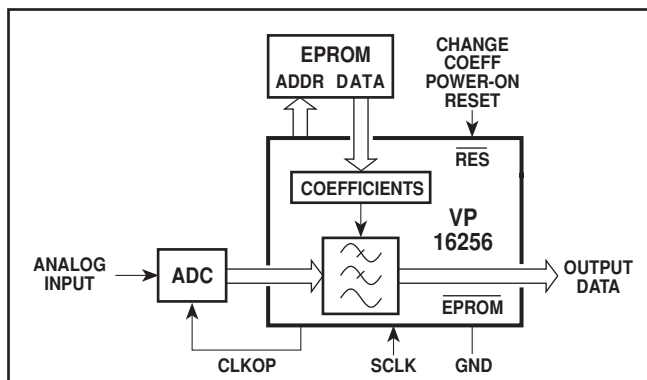 EPROM
ADDR DATA
CHANGE
COEFF
POWER-ON
RESET
RES
COEFFICIENTS
VP
16256
ANALOG
INPUT
ADC
OUTPUT
DATA
EPROM
CLKOP
SCLK
GND